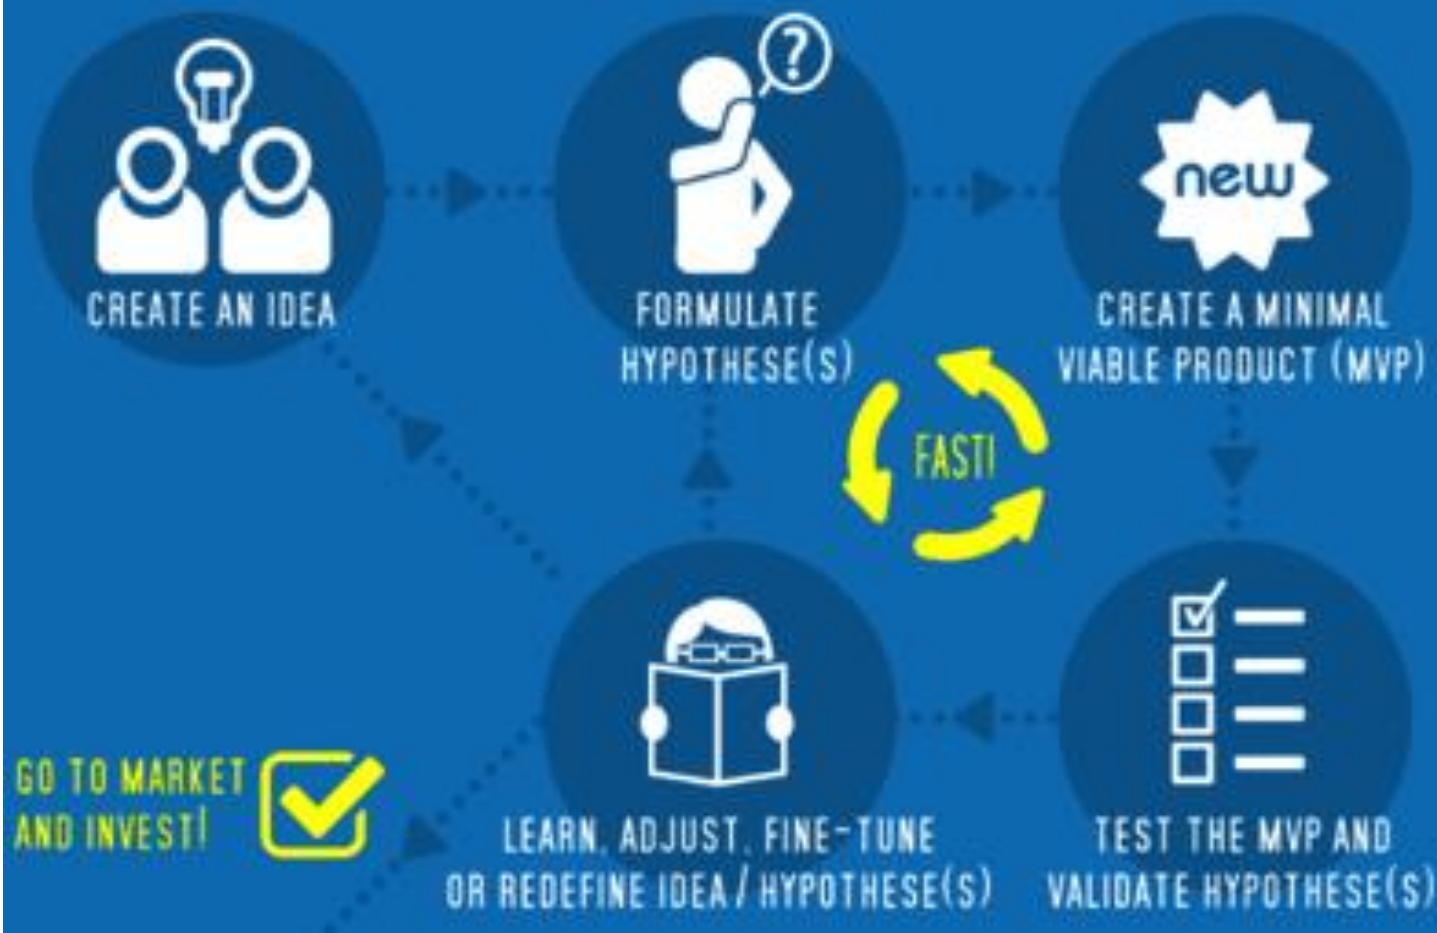 CREATE AN IDEA
FORMULATE
HYPOTHESE(S)
new
CREATE A MINIMAL
VIABLE PRODUCT (MVP)
FAST!
GO TO MARKET
AND INVEST!
LEARN, ADJUST, FINE-TUNE
OR REDEFINE IDEA / HYPOTHESE(S)
TEST THE MVP AND
VALIDATE HYPOTHESE(S)
?